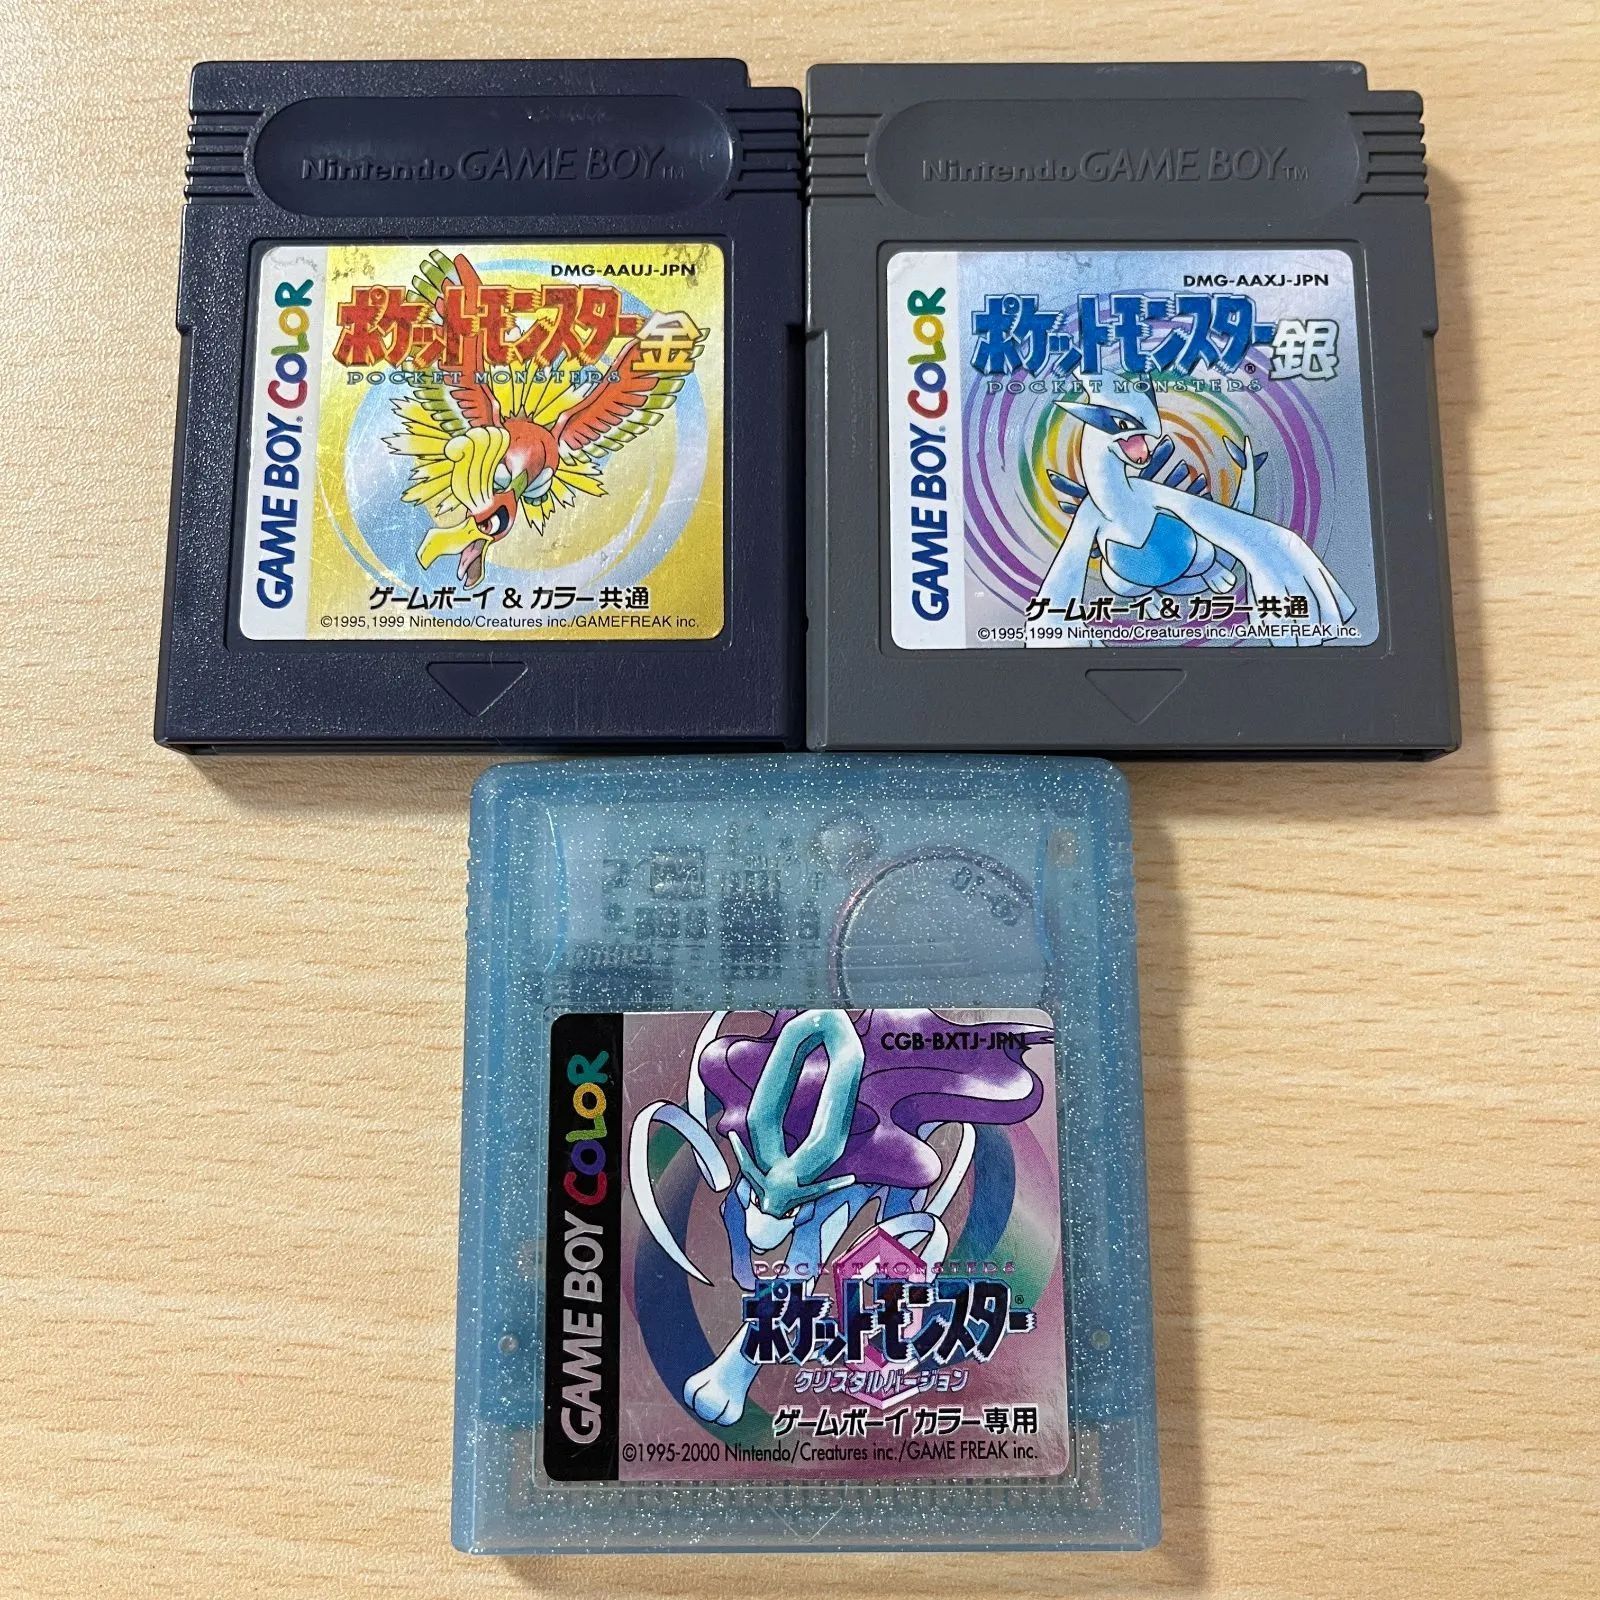 Nintendo GAME BOY™
DMG-AAUJ-JPN
ポケットモンスター金
POCKET MONSTERS
GAME BOY COLOR
ゲームボーイ & カラー共通
©1995,1999 Nintendo/Creatures inc./GAMEFREAK inc.
Nintendo GAME BOY™
DMG-AAXJ-JPN
ポケットモンスター®銀
POCKET MONSTERS
GAME BOY COLOR
ゲームボーイ & カラー共通
©1995,1999 Nintendo/Creatures inc./GAMEFREAK inc.
CGB-BXTJ-JPN
GAME BOY COLOR
POCKET MONSTERS
ポケットモンスター®
クリスタルバージョン
ゲームボーイカラー専用
©1995-2000 Nintendo/Creatures inc./GAME FREAK inc.